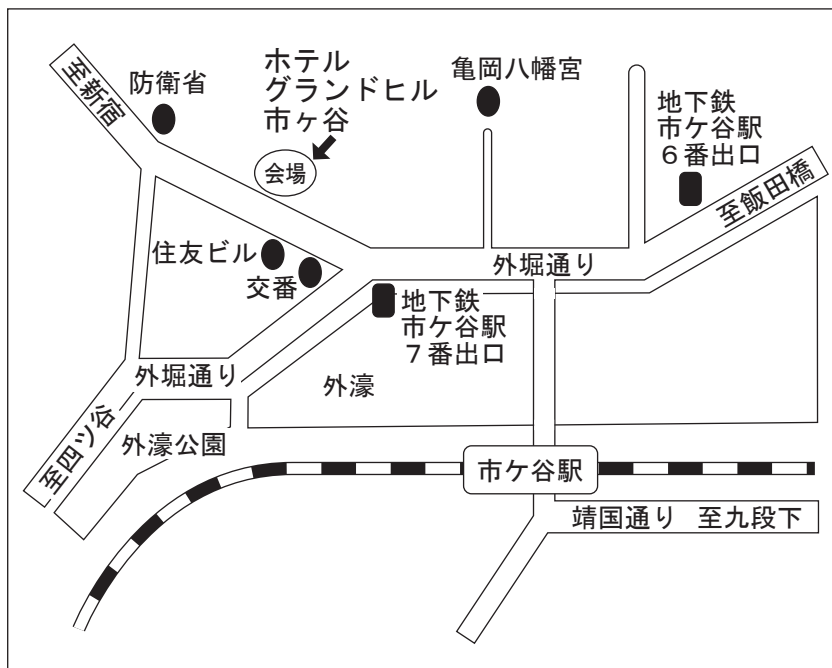 至新宿
防衛省
ホテル
グランドヒル
市ヶ谷
会場
亀岡八幡宮
地下鉄
市ケ谷駅
６番出口
至飯田橋
住友ビル
交番
外堀通り
地下鉄
市ケ谷駅
７番出口
外堀通り
外濠
至四ツ谷
外濠公園
市ケ谷駅
靖国通り　至九段下